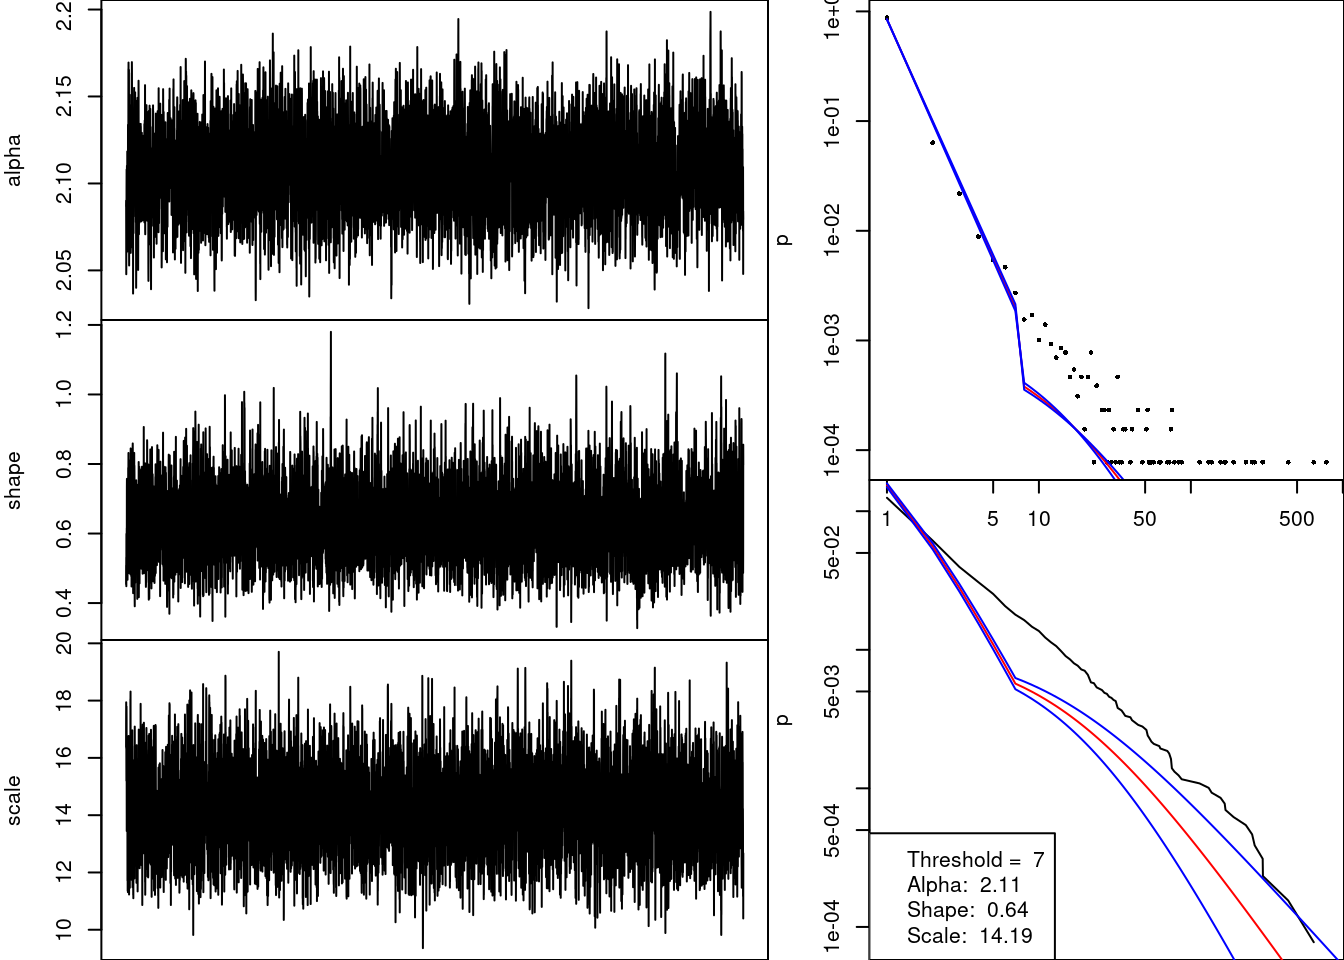 alpha
2.05
2.10
2.15
2.2
shape
0.4
0.6
0.8
1.0
1.2
scale
10
12
14
16
18
20
p
1e-04
1e-03
1e-02
1e-01
1e+0
1
5
10
50
500
p
1e-04
5e-04
5e-03
5e-02
Threshold = 7
Alpha: 2.11
Shape: 0.64
Scale: 14.19